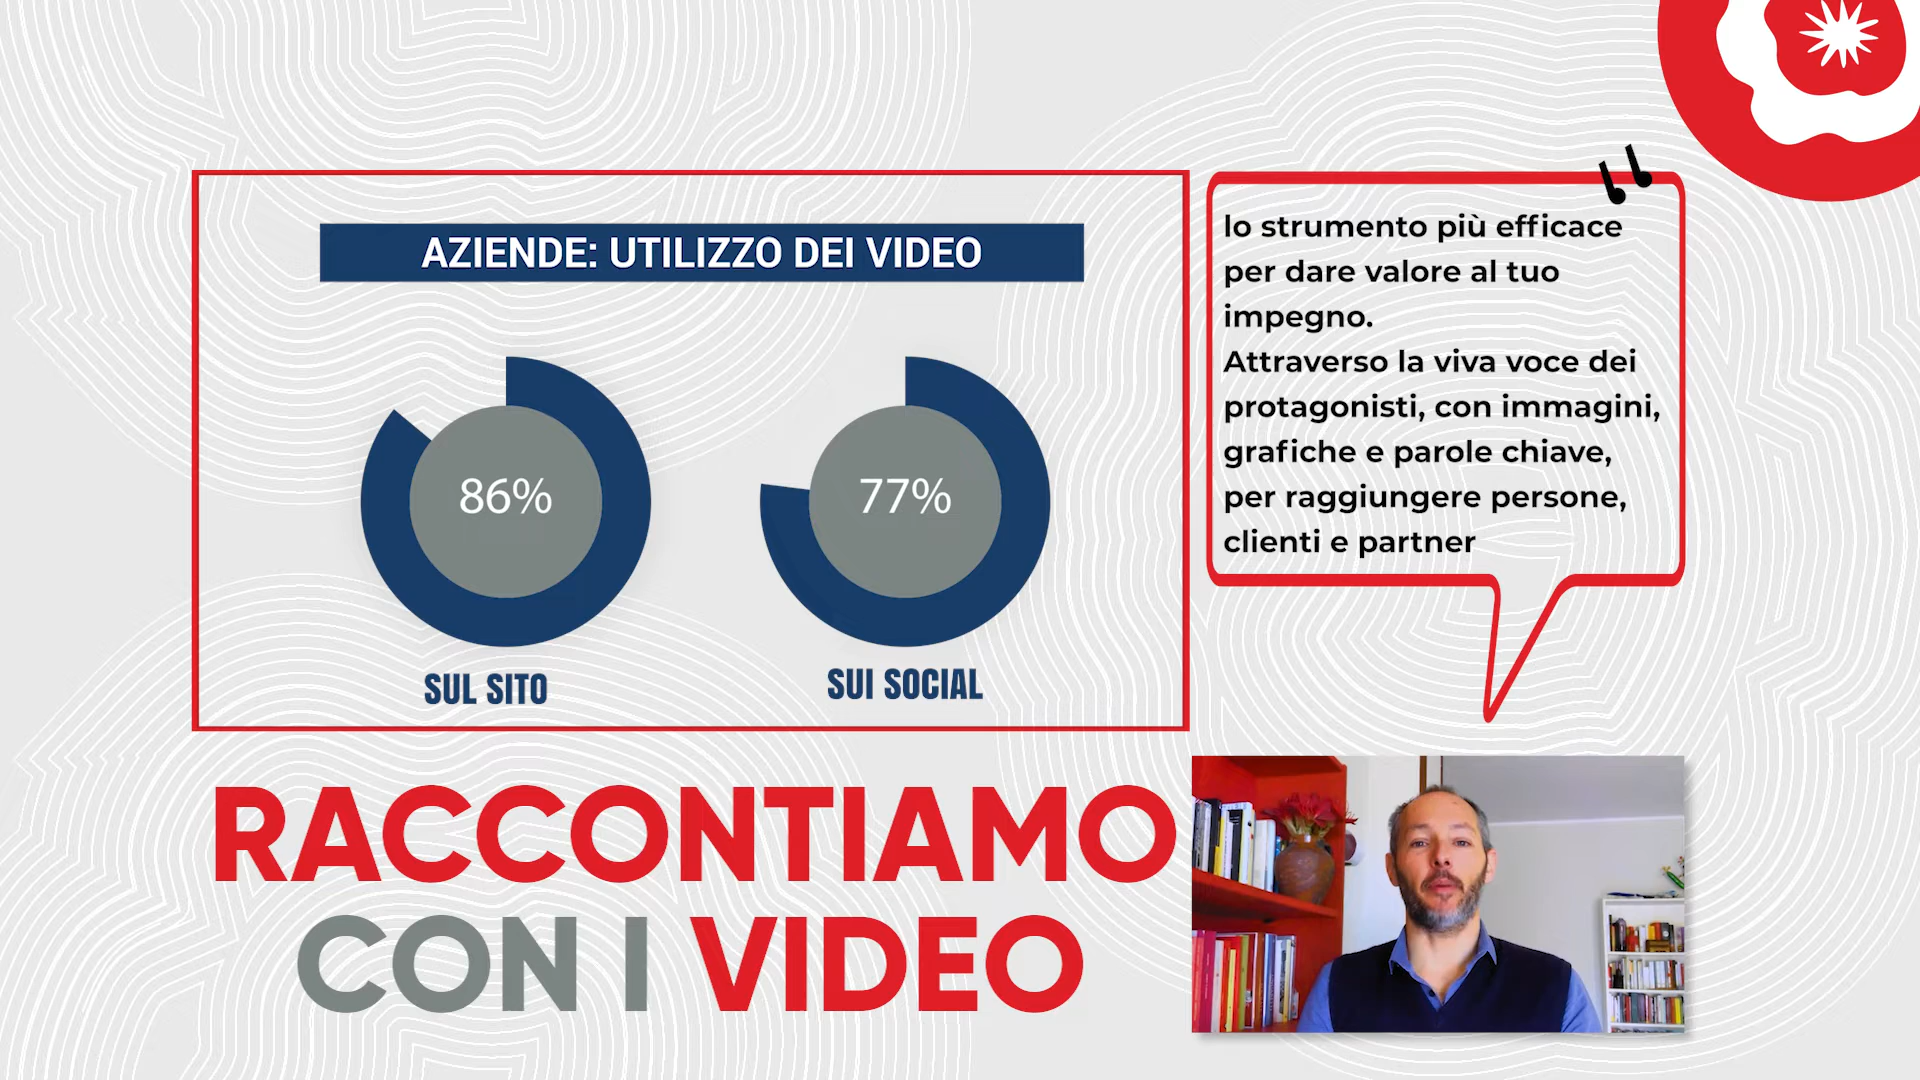 AZIENDE: UTILIZZO DEI VIDEO
86%
77%
SUL SITO
SUI SOCIAL
lo strumento più efficace
per dare valore al tuo
impegno.
Attraverso la viva voce dei
protagonisti, con immagini,
grafiche e parole chiave,
per raggiungere persone,
clienti e partner
RACCONTIAMO
CON I VIDEO